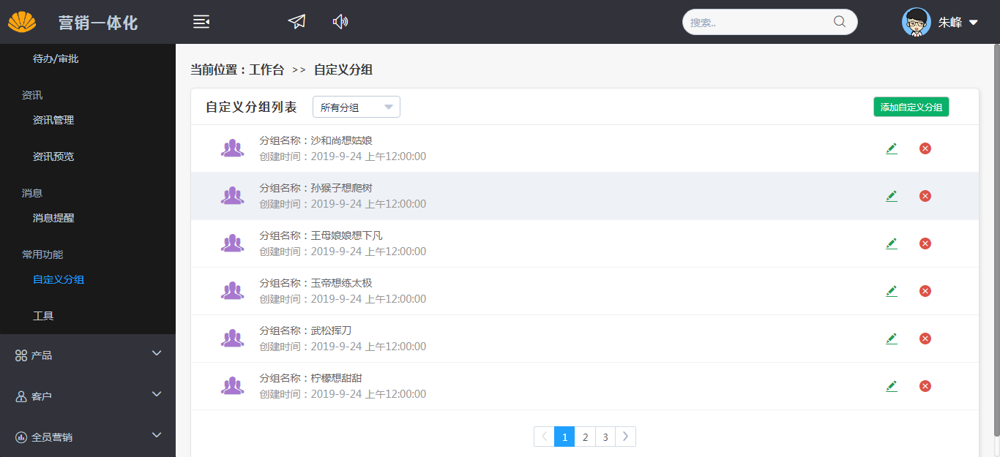 营销一体化
搜索..
朱峰
待办/审批
资讯
资讯管理
资讯预览
消息
消息提醒
常用功能
自定义分组
工具
产品
客户
全员营销
当前位置：工作台 >> 自定义分组
自定义分组列表
所有分组
添加自定义分组
分组名称：沙和尚想姑娘
创建时间：2019-9-24 上午12:00:00
分组名称：孙猴子想爬树
创建时间：2019-9-24 上午12:00:00
分组名称：王母娘娘想下凡
创建时间：2019-9-24 上午12:00:00
分组名称：玉帝想练太极
创建时间：2019-9-24 上午12:00:00
分组名称：武松挥刀
创建时间：2019-9-24 上午12:00:00
分组名称：柠檬想甜甜
创建时间：2019-9-24 上午12:00:00
1 2 3